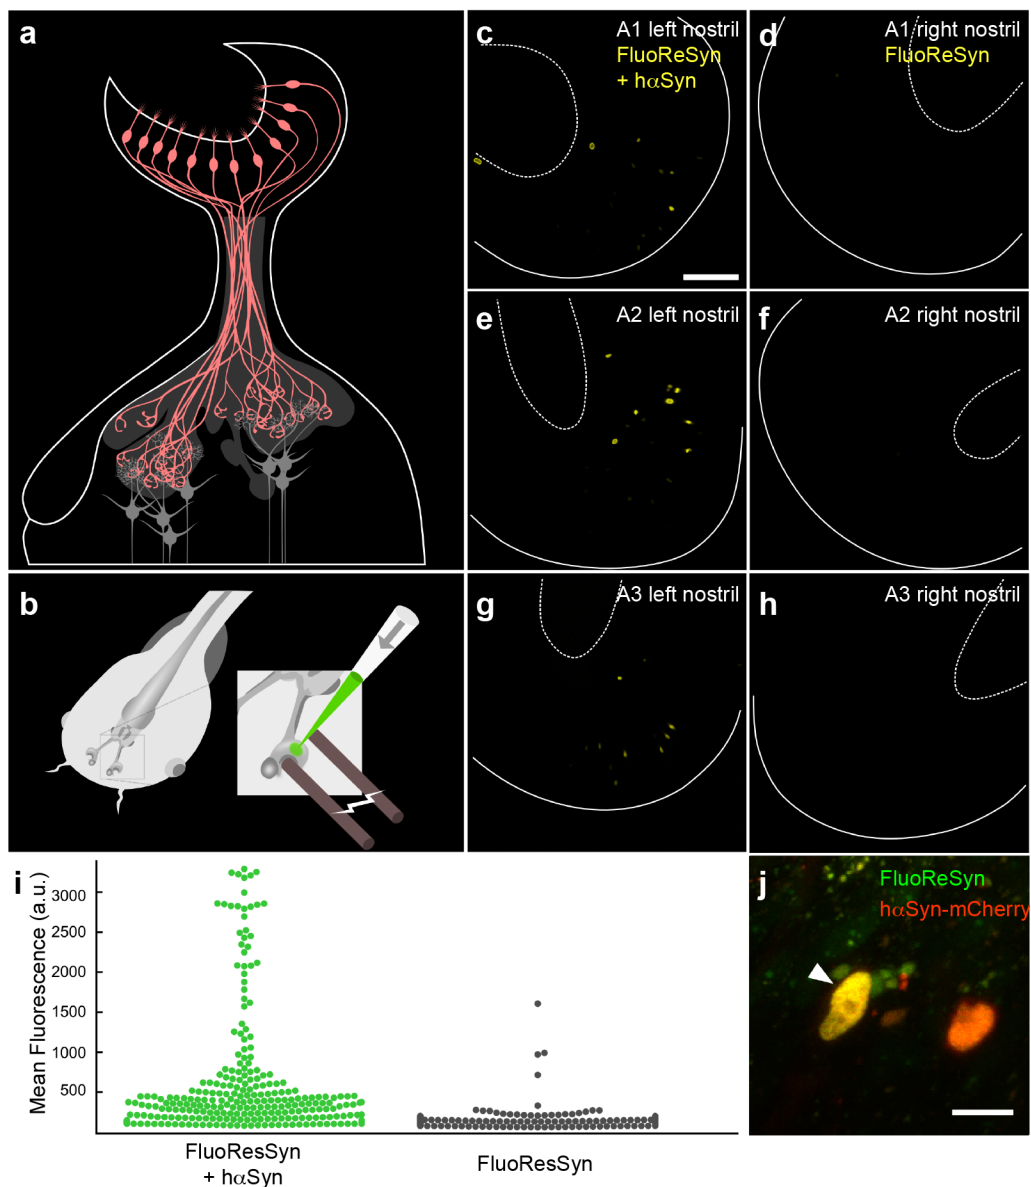 a
c
A1 left nostril
FluoReSyn
+ hαSyn
d
A1 right nostril
FluoReSyn
e
A2 left nostril
f
A2 right nostril
b
g
A3 left nostril
h
A3 right nostril
i
Mean Fluorescence (a.u.)
3000
2500
2000
1500
1000
500
FluoResSyn
+ hαSyn
FluoResSyn
j
FluoReSyn
hαSyn-mCherry